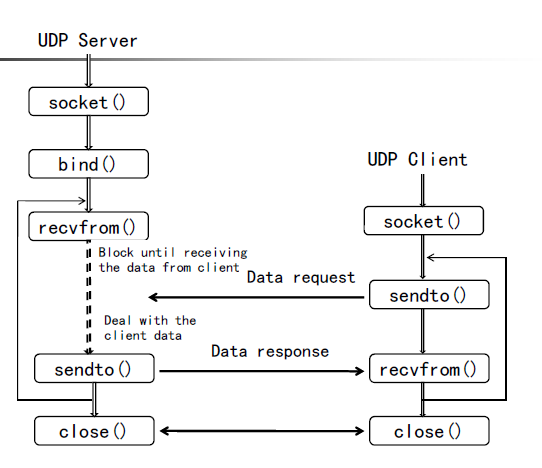 UDP Server
socket()
bind()
UDP Client
recvfrom()
socket()
Block until receiving
the data from client
Data request
sendto()
Deal with the
client data
Data response
sendto()
recvfrom()
close()
close()